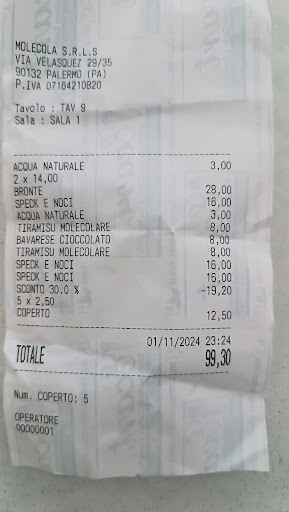 MOLECOLA S.R.L.S
VIA VELASQUEZ 29/35
90132 PALERMO (PA)
P.IVA 07164210820
Tavolo : TAV 9
Sala : SALA 1
ACQUA NATURALE 3,00
2 x 14,00
BRONTE 28,00
SPECK E NOCI 16,00
ACQUA NATURALE 3,00
TIRAMISU MOLECOLARE 8,00
BAVARESE CIOCCOLATO 8,00
TIRAMISU MOLECOLARE 8,00
SPECK E NOCI 16,00
SPECK E NOCI 16,00
SCONTO 30.0 % -19,20
5 x 2,50
COPERTO 12,50
01/11/2024 23:24
TOTALE 99,30
Num. COPERTO: 5
OPERATORE
00000001